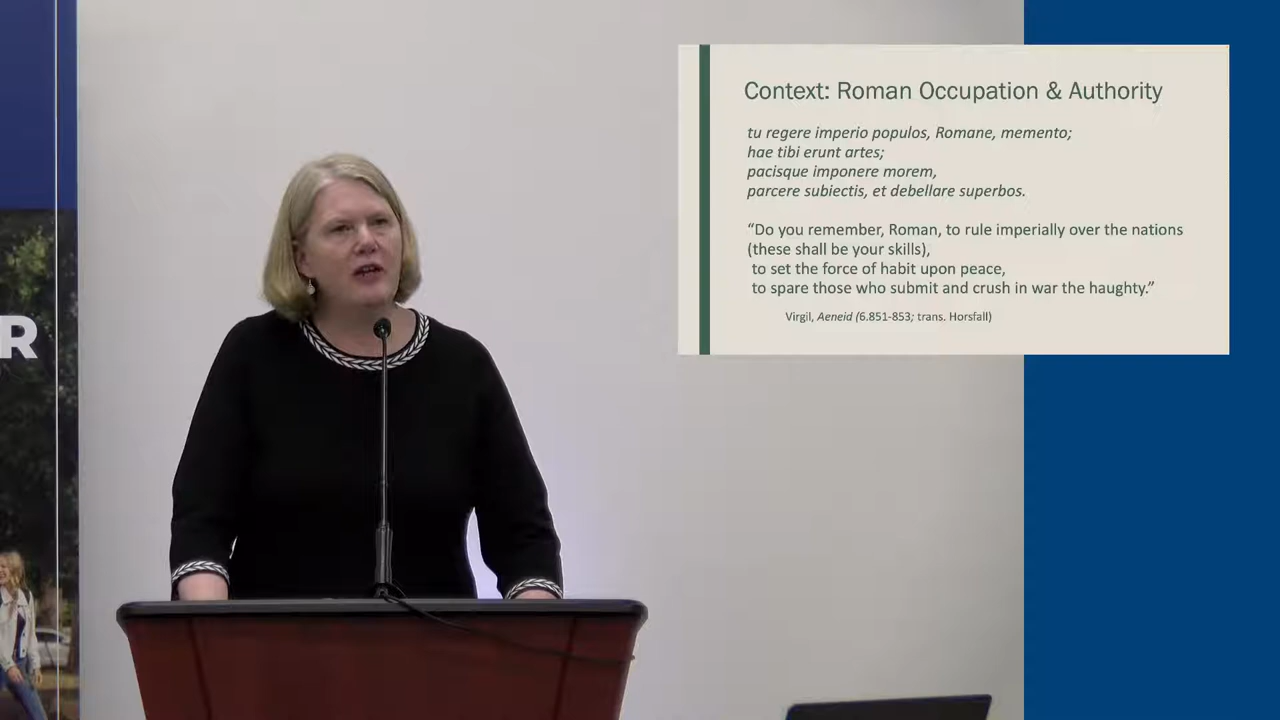 R
Context: Roman Occupation & Authority
tu regere imperio populos, Romane, memento;
hae tibi erunt artes;
pacisque imponere morem,
parcere subiectis, et debellare superbos.
“Do you remember, Roman, to rule imperially over the nations
(these shall be your skills),
to set the force of habit upon peace,
to spare those who submit and crush in war the haughty.”
Virgil, Aeneid (6.851-853; trans. Horsfall)